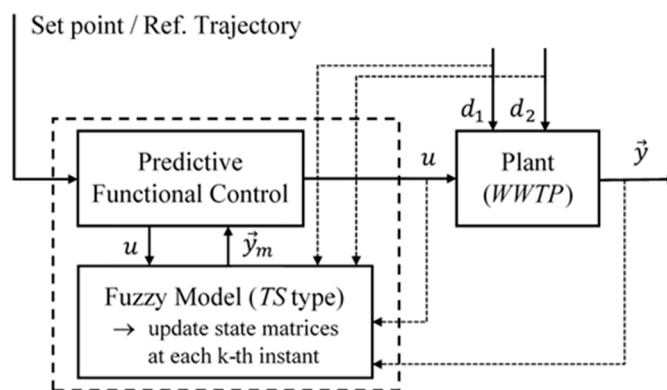 Set point / Ref. Trajectory
d₁ d₂
Predictive
Functional Control
u
Plant
(WWTP)
y⃗
u
y⃗ₘ
Fuzzy Model (TS type)
→ update state matrices
at each k-th instant